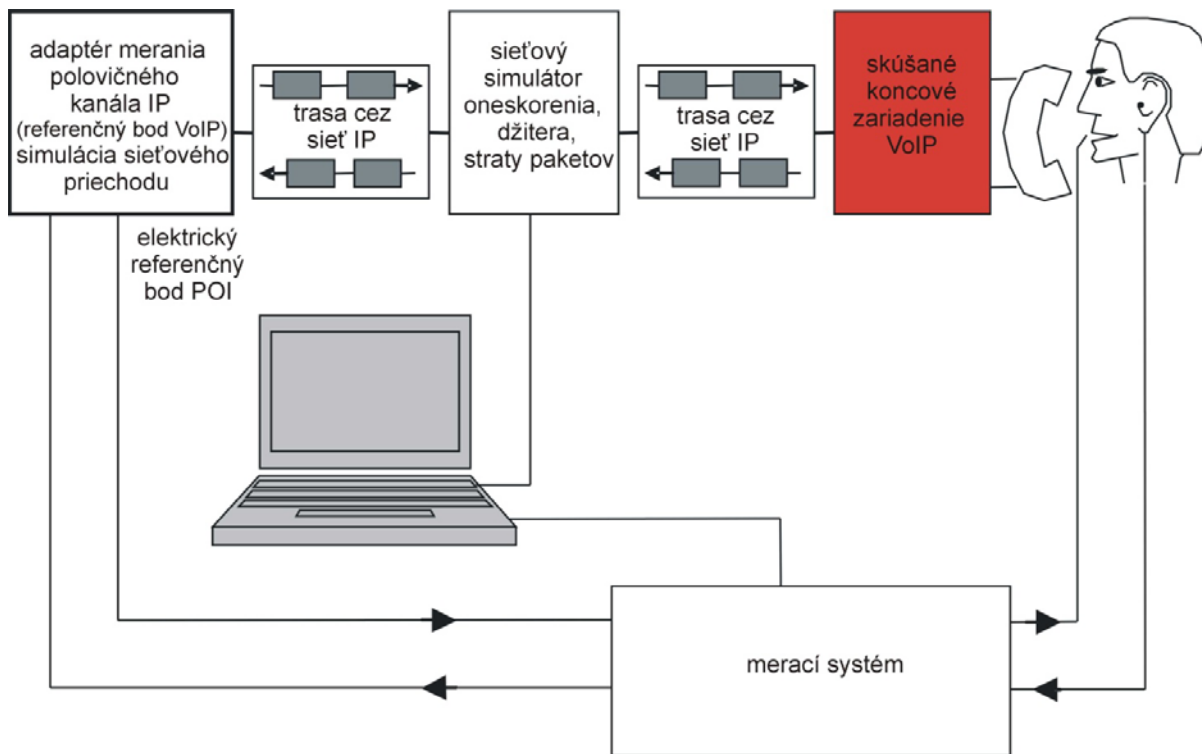 adaptér merania
polovičného
kanála IP
(referenčný bod VoIP)
simulácia sieťového
priechodu
trasa cez
sieť IP
sieťový
simulátor
oneskorenia,
džitera,
straty paketov
trasa cez
sieť IP
skúšané
koncové
zariadenie
VoIP
elektrický
referenčný
bod POI
merací systém